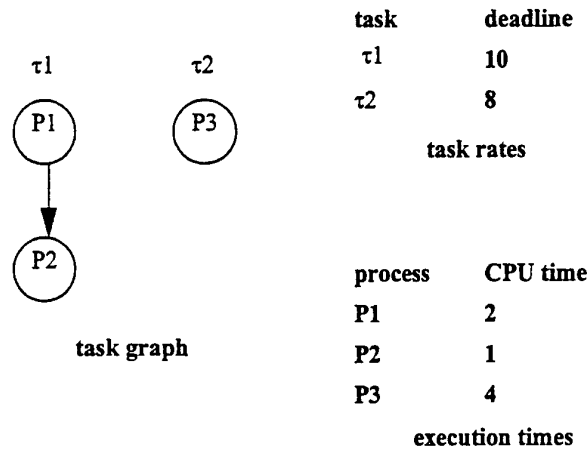 τ1 τ2
P1 P3
P2
task graph
task deadline
τ1 10
τ2 8
task rates
process CPU time
P1 2
P2 1
P3 4
execution times